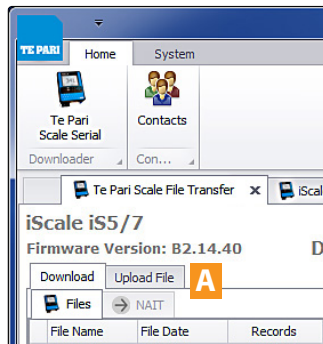 TE PARI
Home System
Te Pari
Scale Serial
Contacts
Downloader Con...
Te Pari Scale File Transfer x iScal
iScale iS5/7
Firmware Version: B2.14.40 D
Download Upload File A
Files NAIT
File Name File Date Records